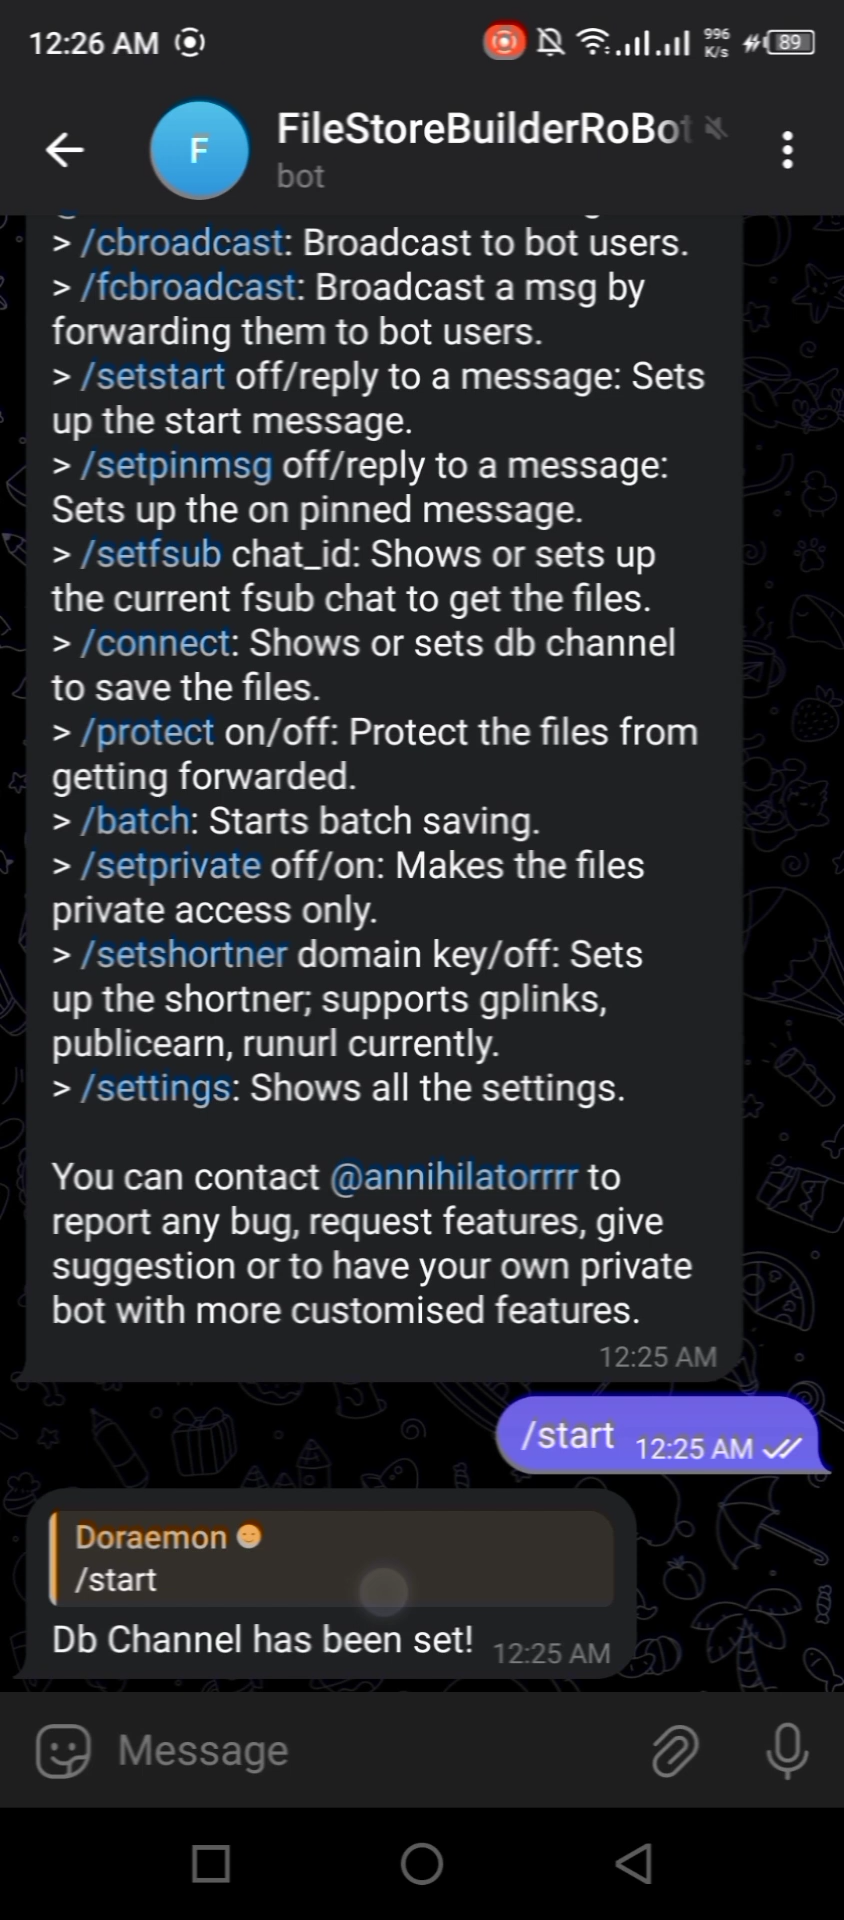 12:26 AM
996
K/s
89
F
FileStoreBuilderRoBot
bot
> /cbroadcast: Broadcast to bot users.
> /fcbroadcast: Broadcast a msg by
forwarding them to bot users.
> /setstart off/reply to a message: Sets
up the start message.
> /setpinmsg off/reply to a message:
Sets up the on pinned message.
> /setfsub chat_id: Shows or sets up
the current fsub chat to get the files.
> /connect: Shows or sets db channel
to save the files.
> /protect on/off: Protect the files from
getting forwarded.
> /batch: Starts batch saving.
> /setprivate off/on: Makes the files
private access only.
> /setshortner domain key/off: Sets
up the shortner; supports gplinks,
publicearn, runurl currently.
> /settings: Shows all the settings.
You can contact @annihilatorrrr to
report any bug, request features, give
suggestion or to have your own private
bot with more customised features.
12:25 AM
/start 12:25 AM
Doraemon
/start
Db Channel has been set! 12:25 AM
Message